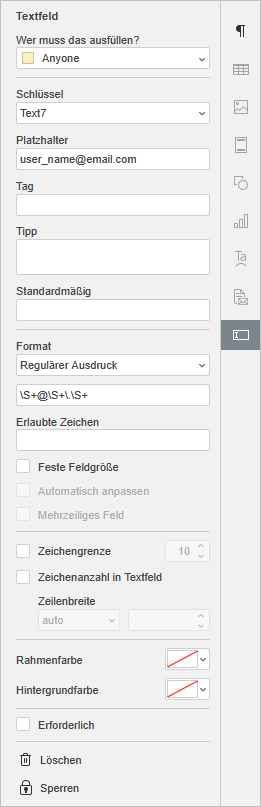 Textfeld
Wer muss das ausfüllen?
Anyone
Schlüssel
Text7
Platzhalter
user_name@email.com
Tag
Tipp
Standardmäßig
Format
Regulärer Ausdruck
\S+@\S+\.\S+
Erlaubte Zeichen
Feste Feldgröße
Automatisch anpassen
Mehrzeiliges Feld
Zeichengrenze 10
Zeichenanzahl in Textfeld
Zeilenbreite
auto
Rahmenfarbe
Hintergrundfarbe
Erforderlich
Löschen
Sperren
Ta